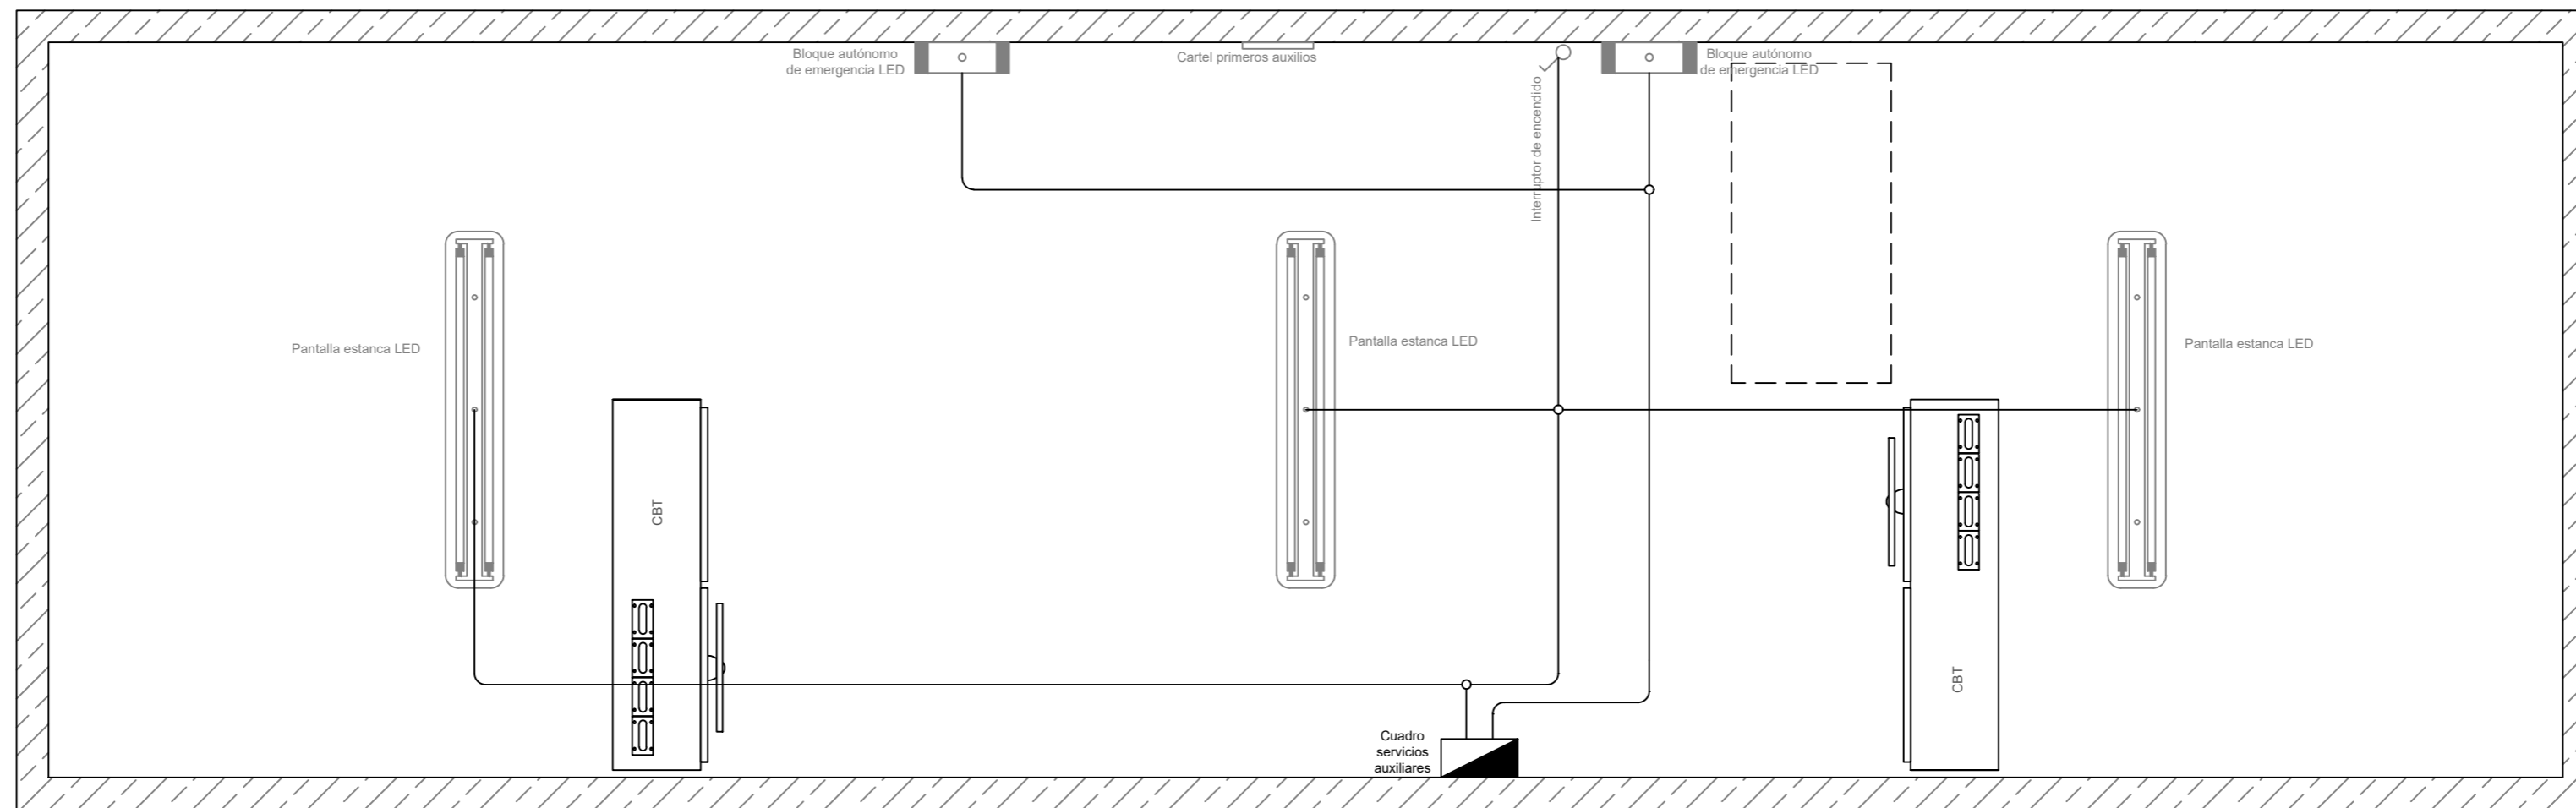 Bloque autónomo
de emergencia LED
Cartel primeros auxilios
Interruptor de encendido
Bloque autónomo
de emergencia LED
Pantalla estanca LED
Pantalla estanca LED
Pantalla estanca LED
CBT
CBT
Cuadro
servicios
auxiliares